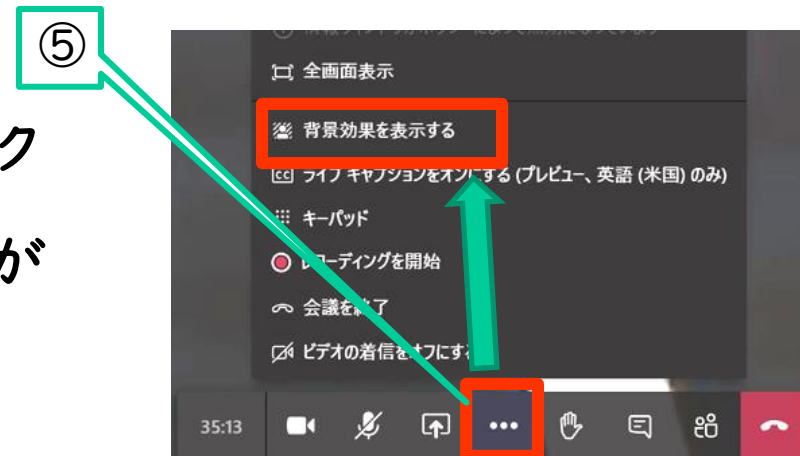 ⑤
ク
が
全画面表示
背景効果を表示する
ライブ キャプションをオンにする (プレビュー、英語 (米国) のみ)
キーパッド
レコーディングを開始
会議を終了
ビデオの着信をオフにする
35:13